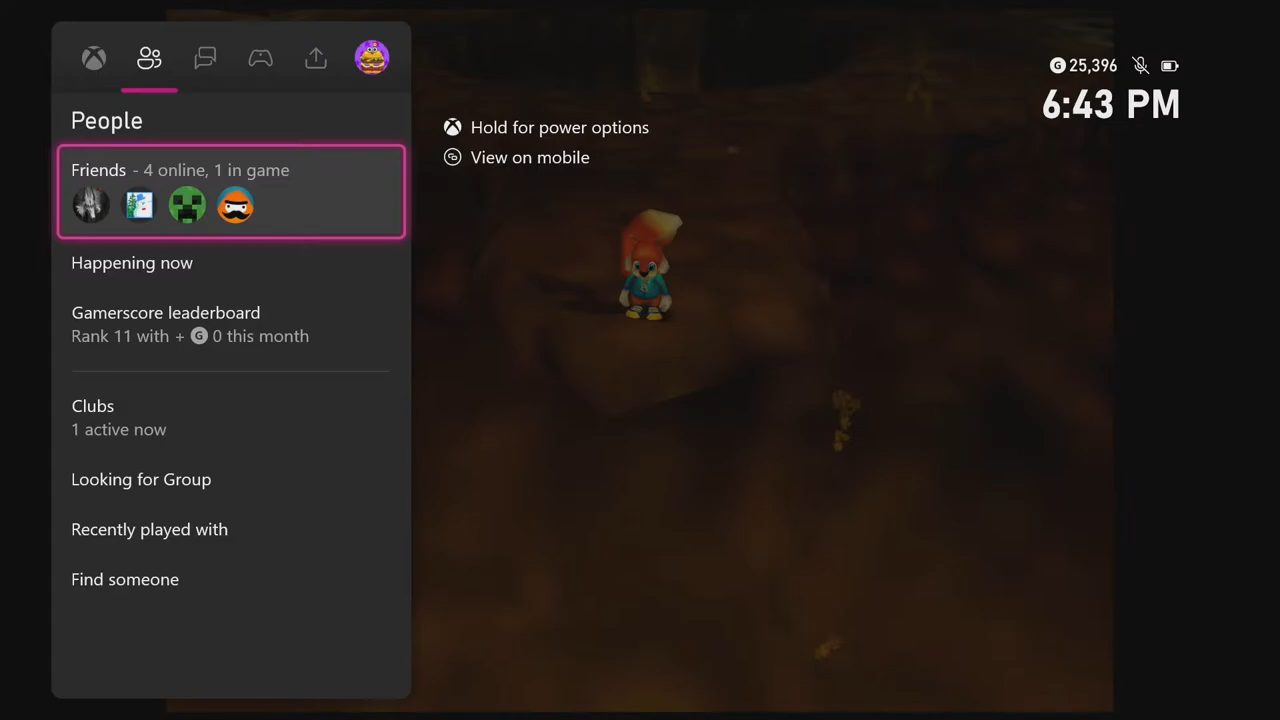 People
Friends - 4 online, 1 in game
Happening now
Gamerscore leaderboard
Rank 11 with + G 0 this month
Clubs
1 active now
Looking for Group
Recently played with
Find someone
Hold for power options
View on mobile
G 25,396
6:43 PM